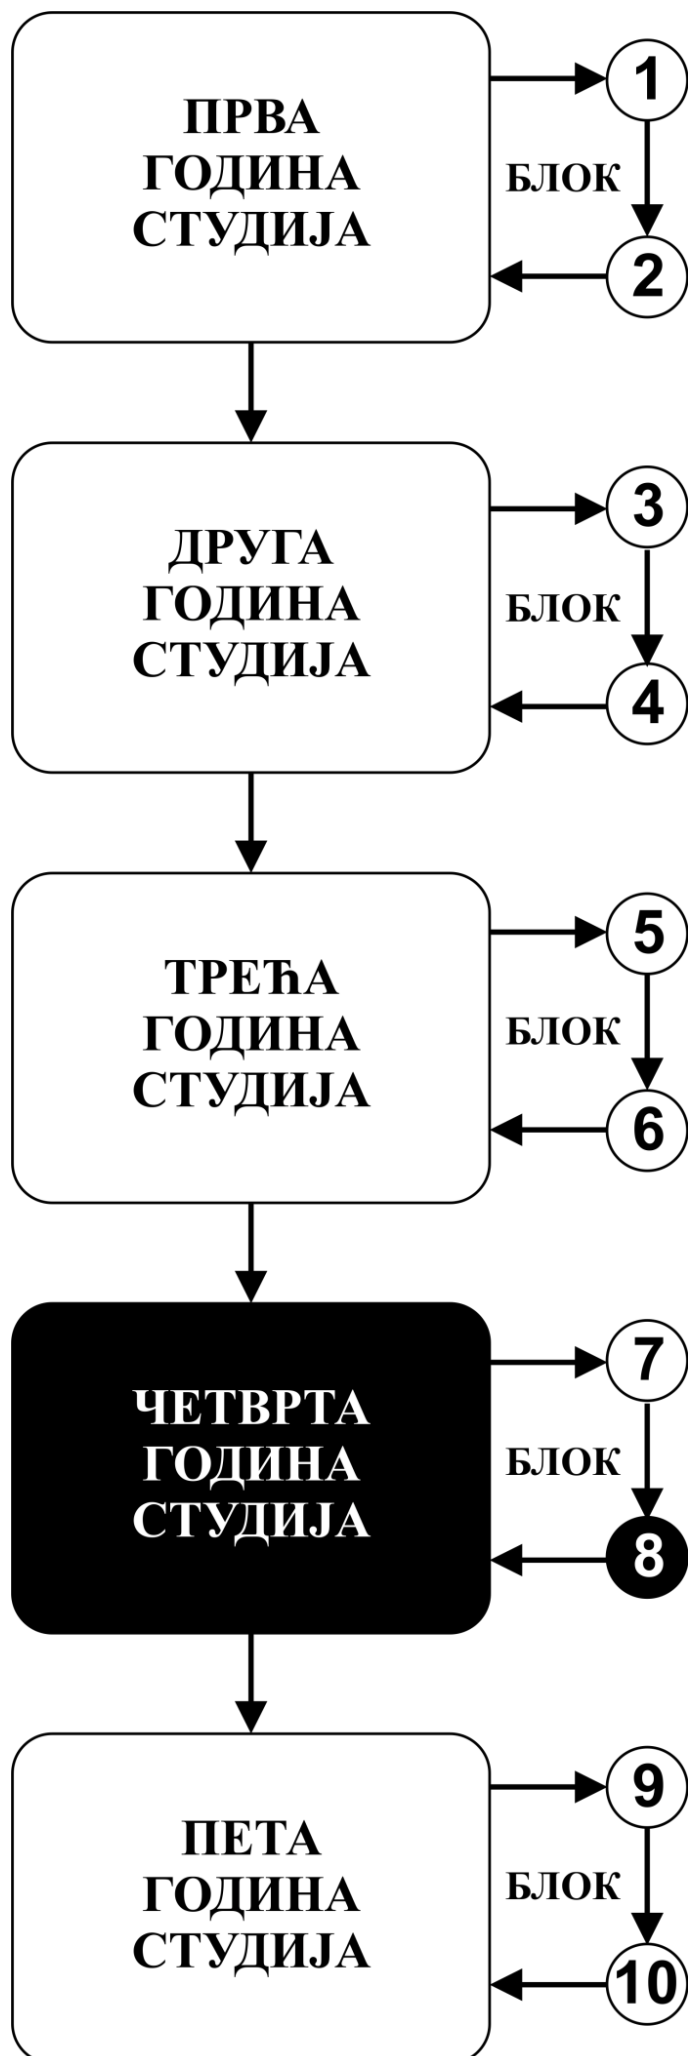 ПРВА
ГОДИНА
СТУДИЈА
1
БЛОК
2
ДРУГА
ГОДИНА
СТУДИЈА
3
БЛОК
4
ТРЕЋА
ГОДИНА
СТУДИЈА
5
БЛОК
6
ЧЕТВРТА
ГОДИНА
СТУДИЈА
7
БЛОК
8
ПЕТА
ГОДИНА
СТУДИЈА
9
БЛОК
10